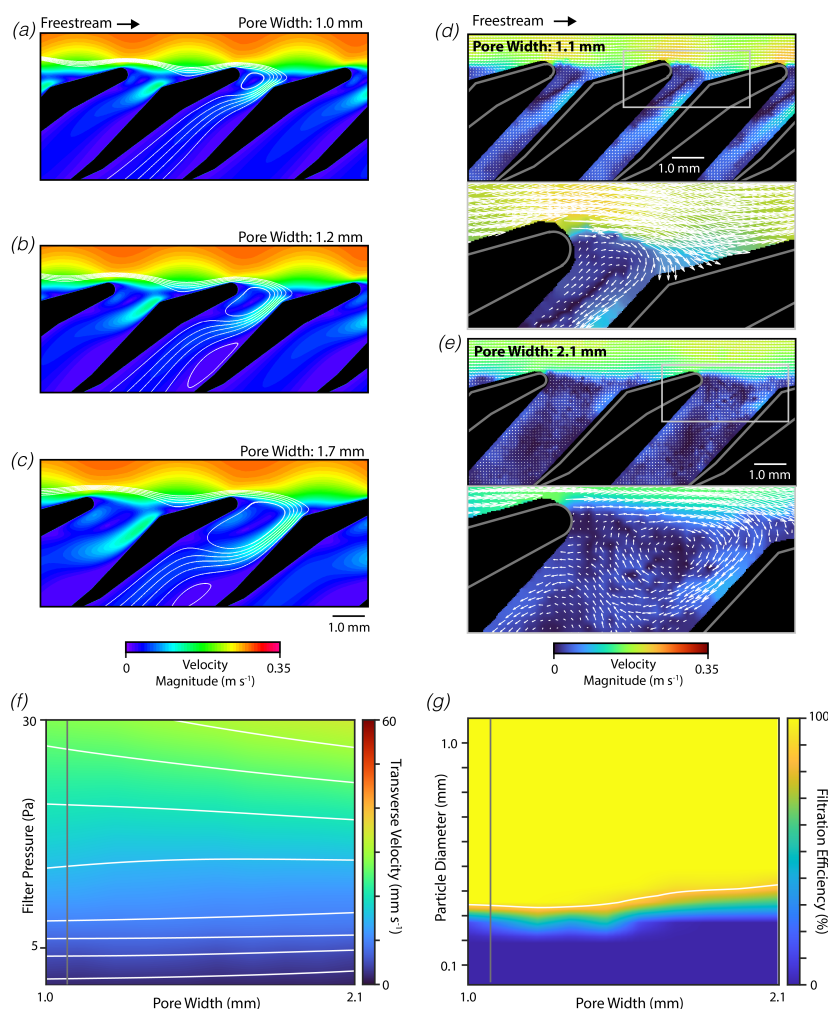 (a)
Freestream
Pore Width: 1.0 mm
(b)
Pore Width: 1.2 mm
(c)
Pore Width: 1.7 mm
1.0 mm
0
Velocity
Magnitude (m s⁻¹)
0.35
Freestream
(d)
Pore Width: 1.1 mm
1.0 mm
(e)
Pore Width: 2.1 mm
1.0 mm
0
Velocity
Magnitude (m s⁻¹)
0.35
(f)
30
5
Filter Pressure (Pa)
1.0
Pore Width (mm)
2.1
60
0
Transverse Velocity (mm s⁻¹)
(g)
1.0
0.1
Particle Diameter (mm)
1.0
Pore Width (mm)
2.1
100
0
Filtration Efficiency (%)